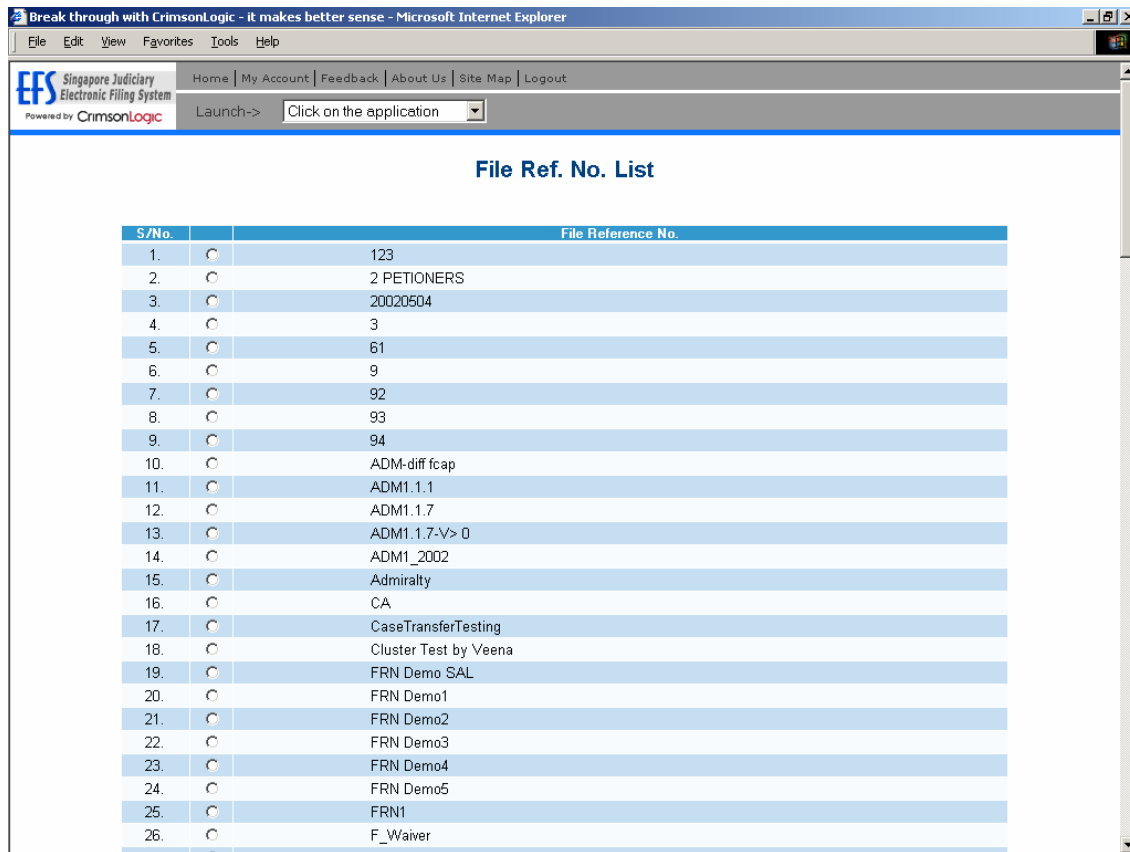 Break through with CrimsonLogic - it makes better sense - Microsoft Internet Explorer
File Edit View Favorites Tools Help
EFS Singapore Judiciary Electronic Filing System
Powered by CrimsonLogic
Home | My Account | Feedback | About Us | Site Map | Logout
Launch-> Click on the application
File Ref. No. List
S/No. File Reference No.
1. 123
2. 2 PETIONERS
3. 20020504
4. 3
5. 61
6. 9
7. 92
8. 93
9. 94
10. ADM-diff fcap
11. ADM1.1.1
12. ADM1.1.7
13. ADM1.1.7-V> 0
14. ADM1_2002
15. Admiralty
16. CA
17. CaseTransferTesting
18. Cluster Test by Veena
19. FRN Demo SAL
20. FRN Demo1
21. FRN Demo2
22. FRN Demo3
23. FRN Demo4
24. FRN Demo5
25. FRN1
26. F_Waiver